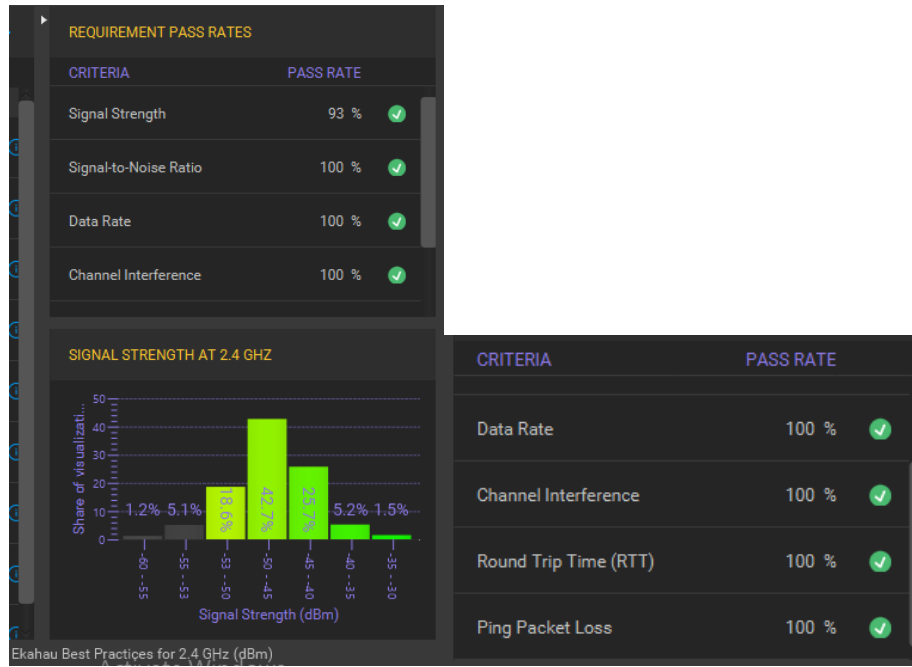 REQUIREMENT PASS RATES
CRITERIA PASS RATE
Signal Strength 93 %
Signal-to-Noise Ratio 100 %
Data Rate 100 %
Channel Interference 100 %
SIGNAL STRENGTH AT 2.4 GHZ
Share of visualizati...
50
40
30
20
10
0
1.2% 5.1% 18.6% 42.7% 25.7% 5.2% 1.5%
-60 - -55 -55 - -53 -53 - -50 -50 - -45 -45 - -40 -40 - -35 -35 - -30
Signal Strength (dBm)
Ekahau Best Practices for 2.4 GHz (dBm)
CRITERIA PASS RATE
Data Rate 100 %
Channel Interference 100 %
Round Trip Time (RTT) 100 %
Ping Packet Loss 100 %